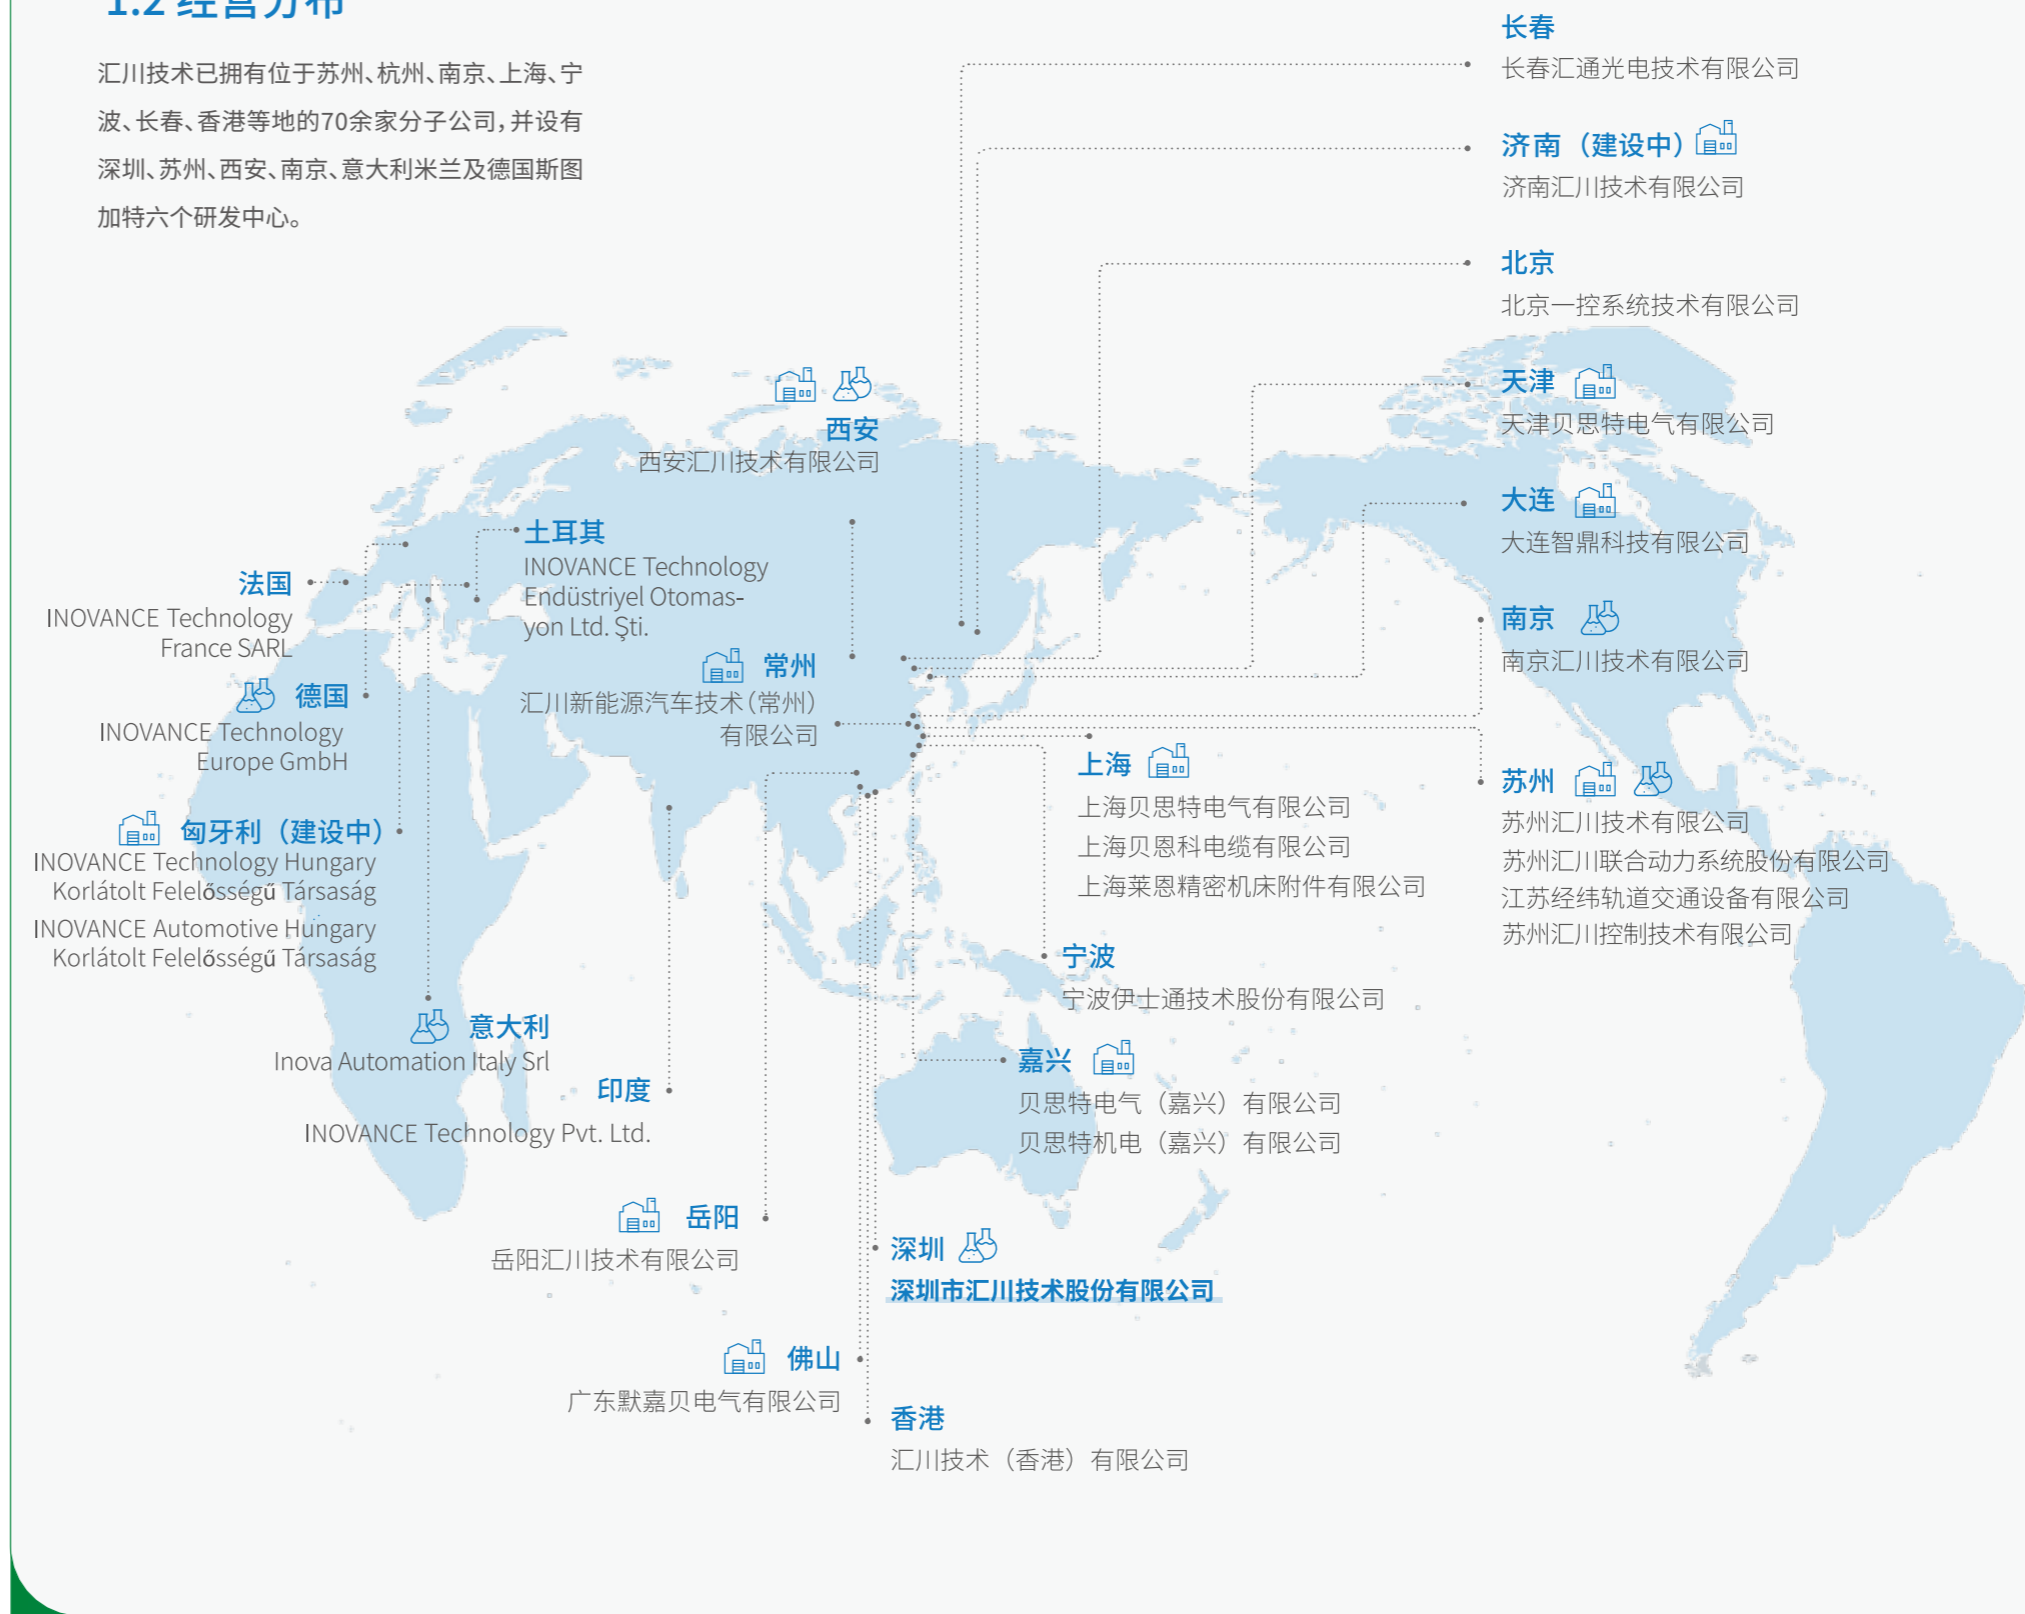 1.2 经营分布
汇川技术已拥有位于苏州、杭州、南京、上海、宁
波、长春、香港等地的70余家分子公司,并设有
深圳、苏州、西安、南京、意大利米兰及德国斯图
加特六个研发中心。
长春
长春汇通光电技术有限公司
济南（建设中）
济南汇川技术有限公司
北京
北京一控系统技术有限公司
天津
天津贝思特电气有限公司
大连
大连智鼎科技有限公司
南京
南京汇川技术有限公司
苏州
苏州汇川技术有限公司
苏州汇川联合动力系统股份有限公司
江苏经纬轨道交通设备有限公司
苏州汇川控制技术有限公司
西安
西安汇川技术有限公司
土耳其
INOVANCE Technology
Endüstriyel Otomas-
yon Ltd. Şti.
法国
INOVANCE Technology
France SARL
常州
汇川新能源汽车技术(常州)
有限公司
德国
INOVANCE Technology
Europe GmbH
上海
上海贝思特电气有限公司
上海贝恩科电缆有限公司
上海莱恩精密机床附件有限公司
匈牙利（建设中）
INOVANCE Technology Hungary
Korlátolt Felelősségű Társaság
INOVANCE Automotive Hungary
Korlátolt Felelősségű Társaság
宁波
宁波伊士通技术股份有限公司
意大利
Inova Automation Italy Srl
嘉兴
贝思特电气（嘉兴）有限公司
贝思特机电（嘉兴）有限公司
印度
INOVANCE Technology Pvt. Ltd.
岳阳
岳阳汇川技术有限公司
深圳
深圳市汇川技术股份有限公司
佛山
广东默嘉贝电气有限公司
香港
汇川技术（香港）有限公司